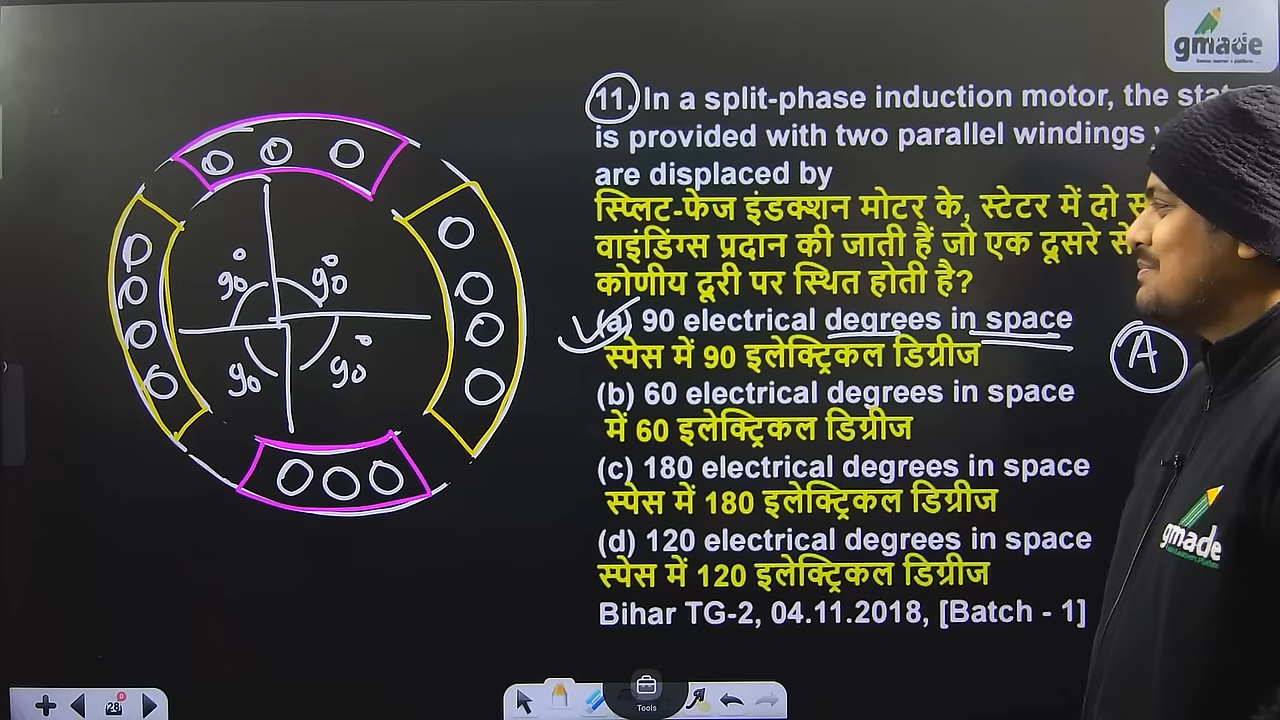 gmade
11. In a split-phase induction motor, the
is provided with two parallel windings
are displaced by
स्प्लिट-फेज इंडक्शन मोटर के, स्टेटर में दो
वाइंडिंग्स प्रदान की जाती हैं जो एक दूसरे से
कोणीय दूरी पर स्थित होती है?
(a) 90 electrical degrees in space
स्पेस में 90 इलेक्ट्रिकल डिग्रीज
(b) 60 electrical degrees in space
में 60 इलेक्ट्रिकल डिग्रीज
(c) 180 electrical degrees in space
स्पेस में 180 इलेक्ट्रिकल डिग्रीज
(d) 120 electrical degrees in space
स्पेस में 120 इलेक्ट्रिकल डिग्रीज
Bihar TG-2, 04.11.2018, [Batch - 1]
90° 90°
90 90°
A
gmade
28
Tools